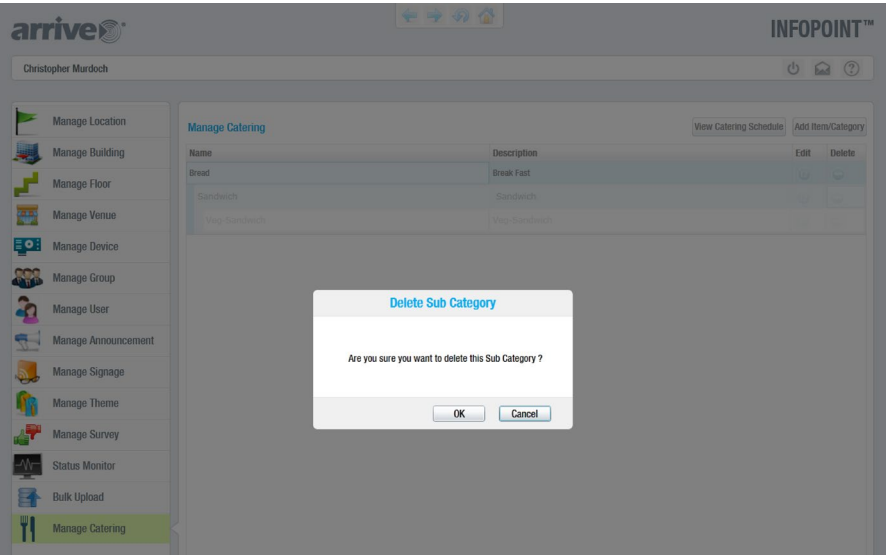 arrive
INFOPOINT™
Christopher Murdoch
Manage Location
Manage Building
Manage Floor
Manage Venue
Manage Device
Manage Group
Manage User
Manage Announcement
Manage Signage
Manage Theme
Manage Survey
Status Monitor
Bulk Upload
Manage Catering
Manage Catering
View Catering Schedule Add Item/Category
Name Description Edit Delete
Bread Break Fast
Sandwich Sandwich
Veg-Sandwich Veg-Sandwich
Delete Sub Category
Are you sure you want to delete this Sub Category ?
OK Cancel